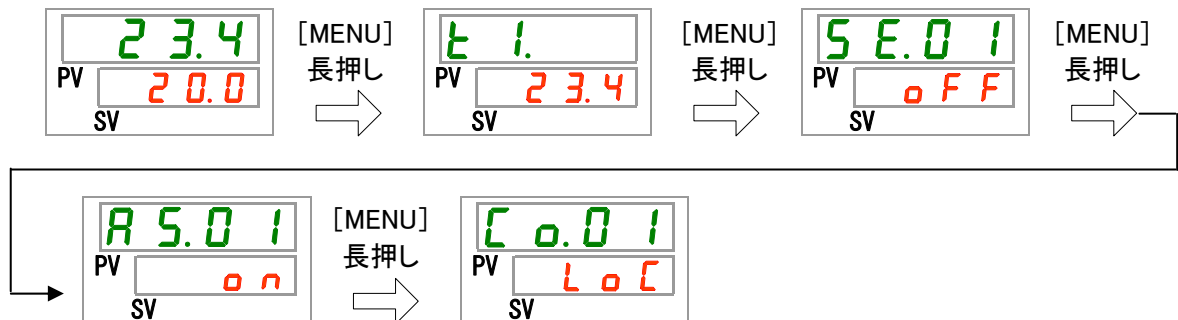 23.4
PV 20.0
SV
[MENU]
長押し
t 1.
PV 23.4
SV
[MENU]
長押し
SE.01
PV oFF
SV
[MENU]
長押し
AS.01
PV on
SV
[MENU]
長押し
Co.01
PV LoC
SV